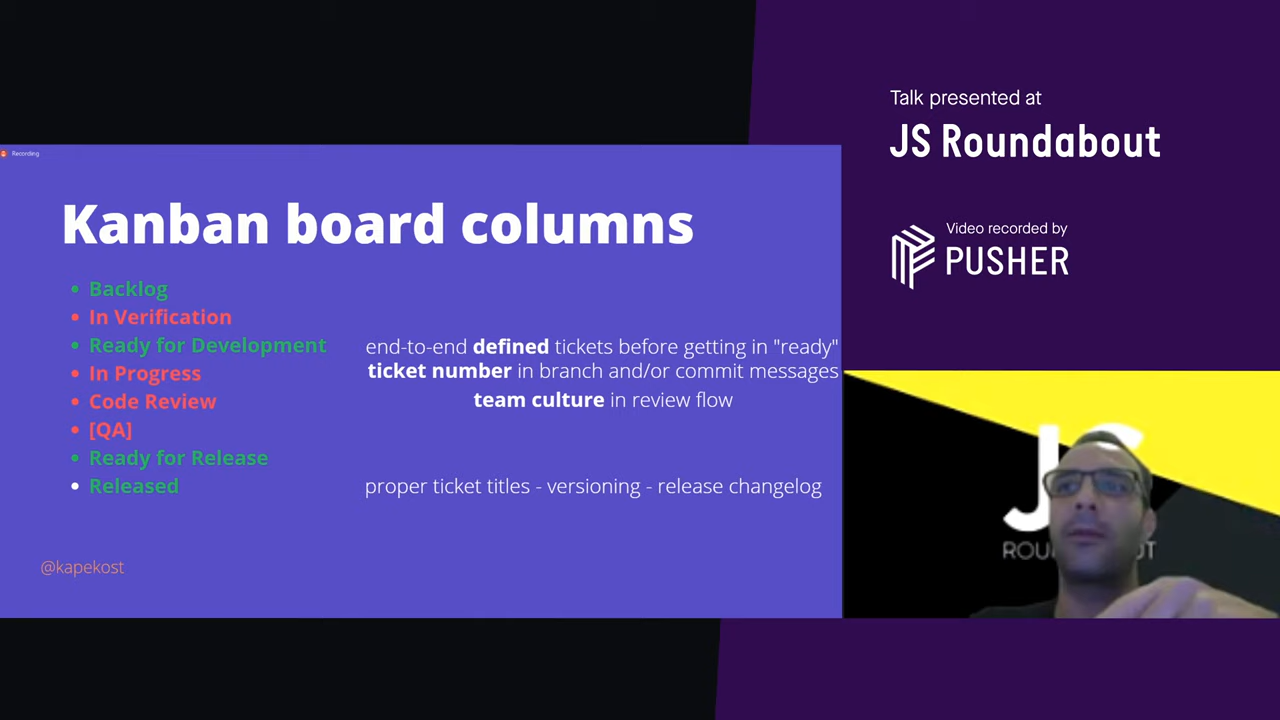 Recording
Kanban board columns
Backlog
In Verification
Ready for Development
end-to-end defined tickets before getting in "ready"
In Progress
ticket number in branch and/or commit messages
Code Review
team culture in review flow
[QA]
Ready for Release
Released
proper ticket titles - versioning - release changelog
@kapekost
Talk presented at
JS Roundabout
Video recorded by
PUSHER
JS